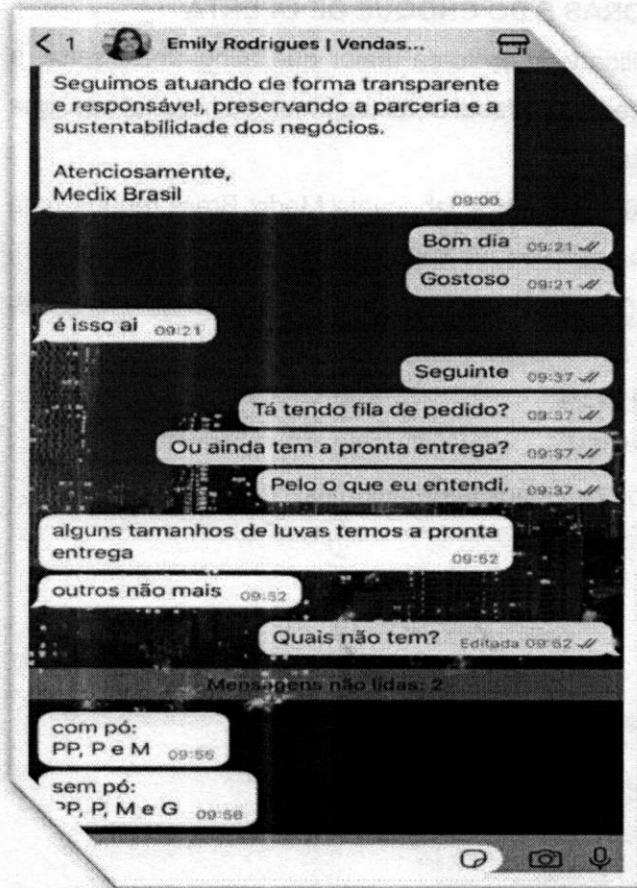 1
Emily Rodrigues | Vendas...
Seguimos atuando de forma transparente
e responsável, preservando a parceria e a
sustentabilidade dos negócios.
Atenciosamente,
Medix Brasil
09:00
Bom dia 09:21
Gostoso 09:21
é isso ai 09:21
Seguinte 09:37
Tá tendo fila de pedido? 09:37
Ou ainda tem a pronta entrega? 09:37
Pelo o que eu entendi. 09:37
alguns tamanhos de luvas temos a pronta
entrega
09:52
outros não mais 09:52
Quais não tem? Editada 09:52
Mensagens não lidas: 2
com pó:
PP, P e M 09:56
sem pó:
PP, P, M e G 09:56